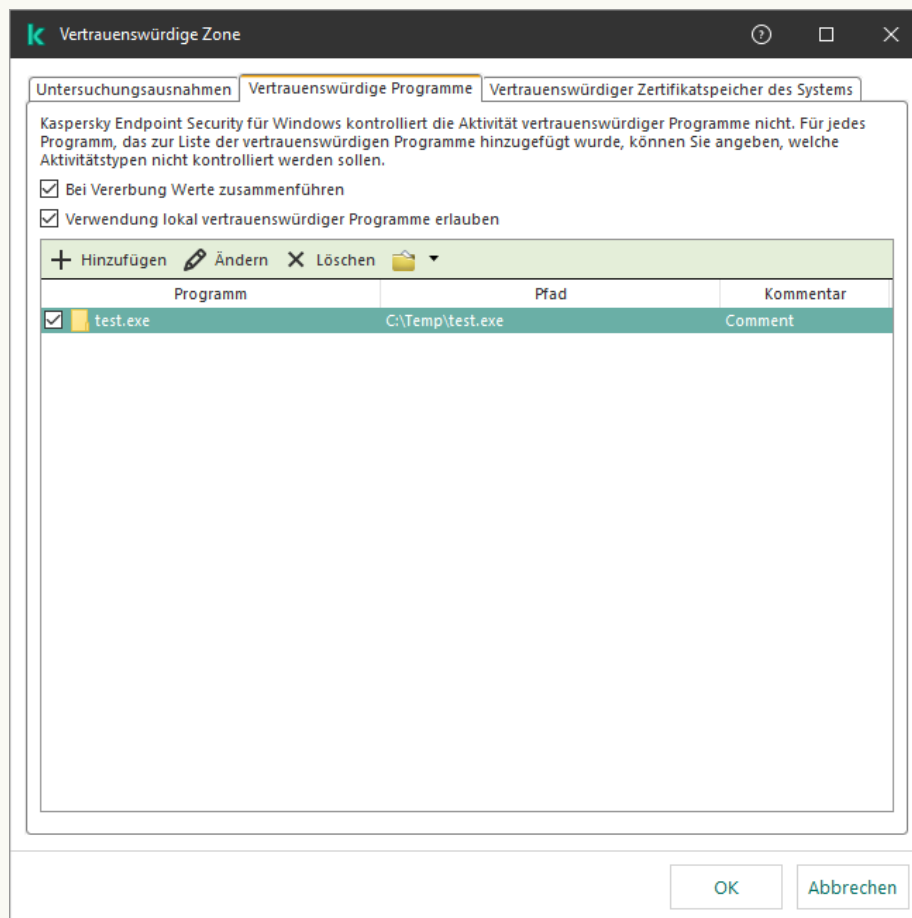 Vertrauenswürdige Zone
Untersuchungsausnahmen Vertrauenswürdige Programme Vertrauenswürdiger Zertifikatspeicher des Systems
Kaspersky Endpoint Security für Windows kontrolliert die Aktivität vertrauenswürdiger Programme nicht. Für jedes
Programm, das zur Liste der vertrauenswürdigen Programme hinzugefügt wurde, können Sie angeben, welche
Aktivitätstypen nicht kontrolliert werden sollen.
Bei Vererbung Werte zusammenführen
Verwendung lokal vertrauenswürdiger Programme erlauben
Hinzufügen Ändern Löschen
Programm Pfad Kommentar
test.exe C:\Temp\test.exe Comment
OK Abbrechen